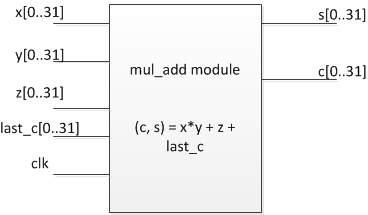 x[0..31]
s[0..31]
y[0..31]
mul_add module
c[0..31]
z[0..31]
last_c[0..31]
(c, s) = x*y + z +
last_c
clk